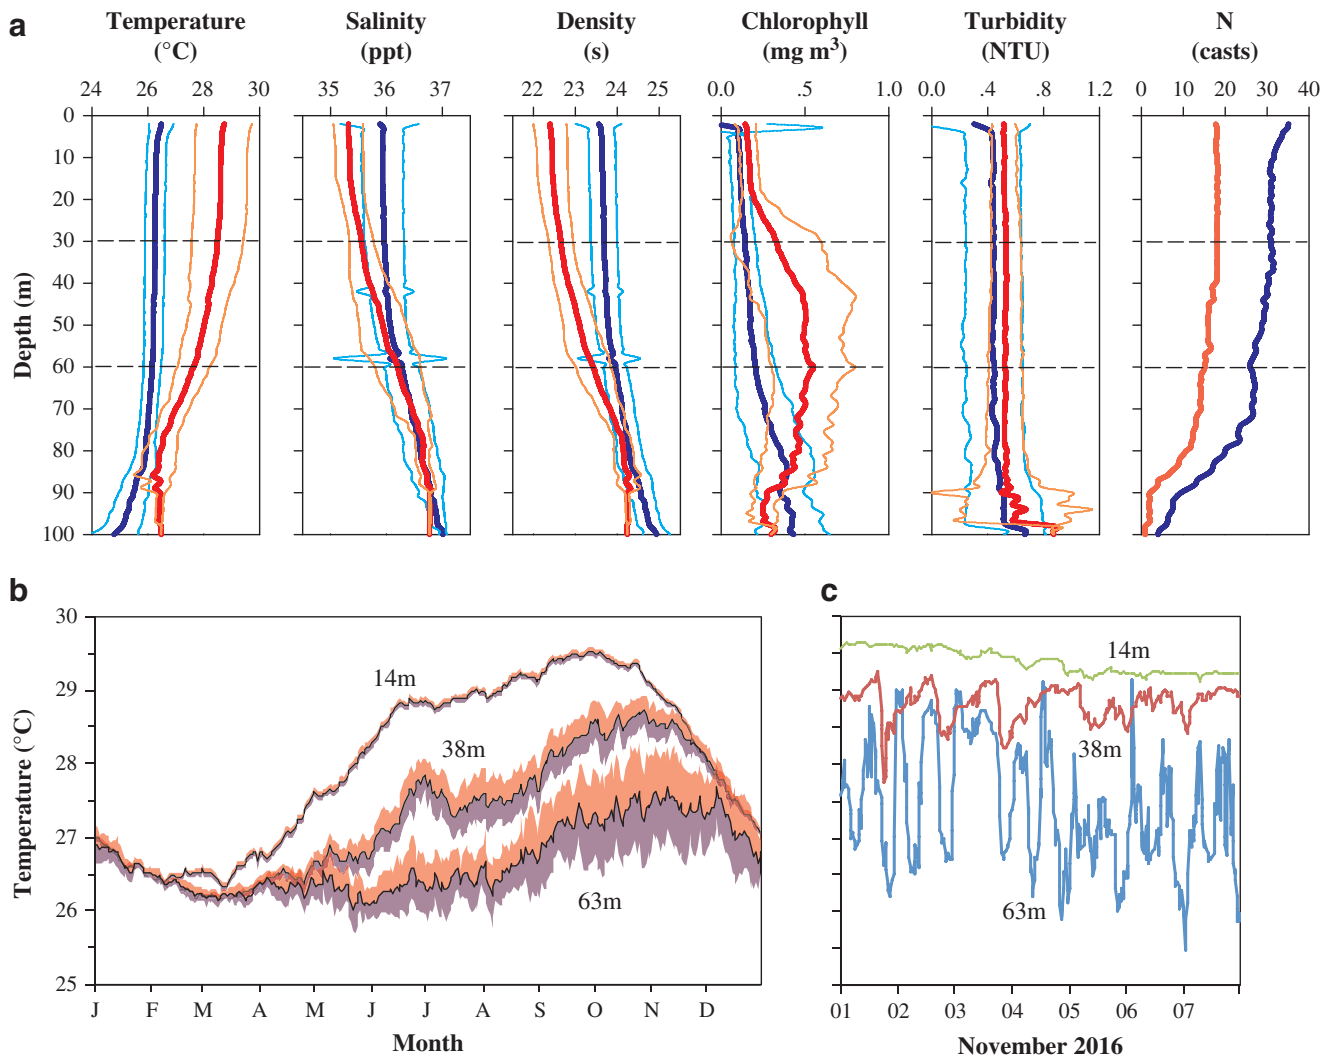 a
Temperature (°C)
Salinity (ppt)
Density (s)
Chlorophyll (mg m³)
Turbidity (NTU)
N (casts)
24 26 28 30
35 36 37
22 23 24 25
0.0 1.0
0.0 .4 .8 1.2
0 10 20 30 40
Depth (m)
0
10
20
30
40
50
60
70
80
90
100
b
Temperature (°C)
30
29
28
27
26
25
14m
38m
63m
J F M A M J J A S O N D
Month
c
14m
38m
63m
01 02 03 04 05 06 07
November 2016